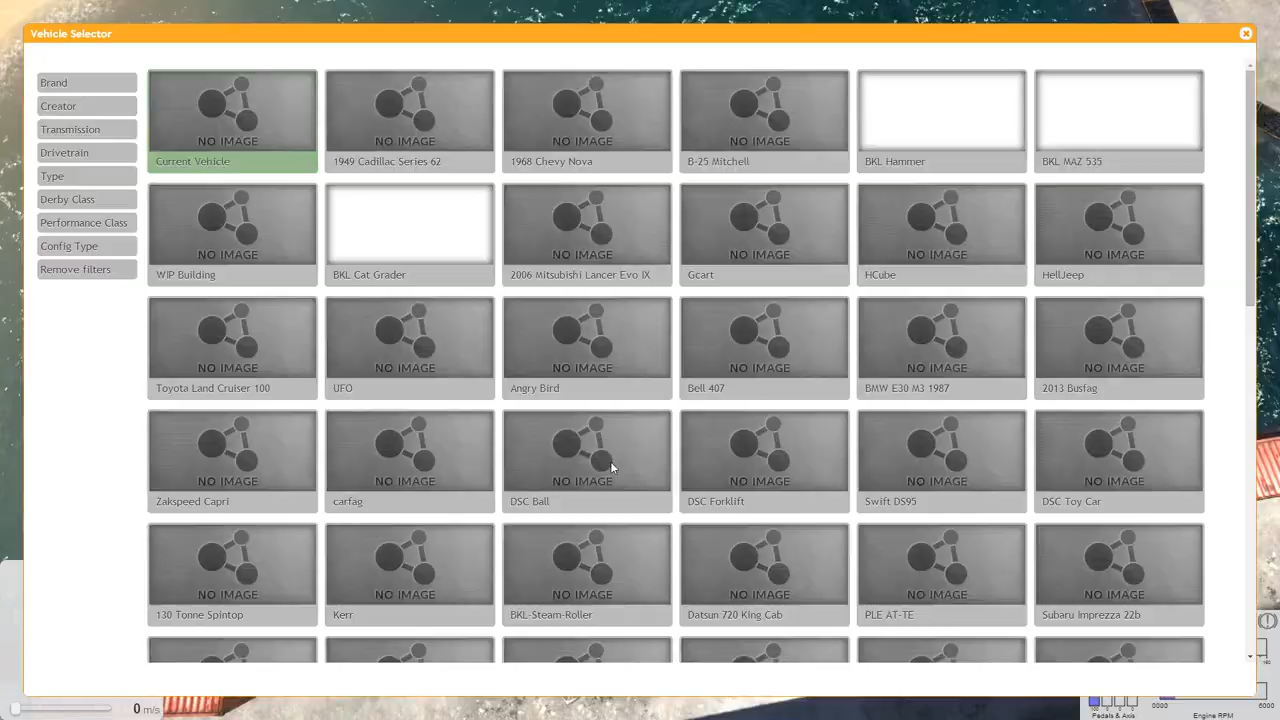 Vehicle Selector
Brand
Creator
Transmission
Drivetrain
Type
Derby Class
Performance Class
Config Type
Remove filters
NO IMAGE
NO IMAGE
NO IMAGE
NO IMAGE
Current Vehicle
1949 Cadillac Series 62
1968 Chevy Nova
B-25 Mitchell
BKL Hammer
BKL MAZ 535
NO IMAGE
NO IMAGE
NO IMAGE
NO IMAGE
NO IMAGE
WIP Building
BKL Cat Grader
2006 Mitsubishi Lancer Evo IX
Gcart
HCube
HellJeep
NO IMAGE
NO IMAGE
NO IMAGE
NO IMAGE
NO IMAGE
NO IMAGE
Toyota Land Cruiser 100
UFO
Angry Bird
Bell 407
BMW E30 M3 1987
2013 Busfag
NO IMAGE
NO IMAGE
NO IMAGE
NO IMAGE
NO IMAGE
NO IMAGE
Zakspeed Capri
carfag
DSC Ball
DSC Forklift
Swift DS95
DSC Toy Car
NO IMAGE
NO IMAGE
NO IMAGE
NO IMAGE
NO IMAGE
NO IMAGE
130 Tonne Spintop
Kerr
BKL-Steam-Roller
Datsun 720 King Cab
PLE AT-TE
Subaru Imprezza 22b
0 m/s
Pedals & Axis
0000
6000
Engine RPM